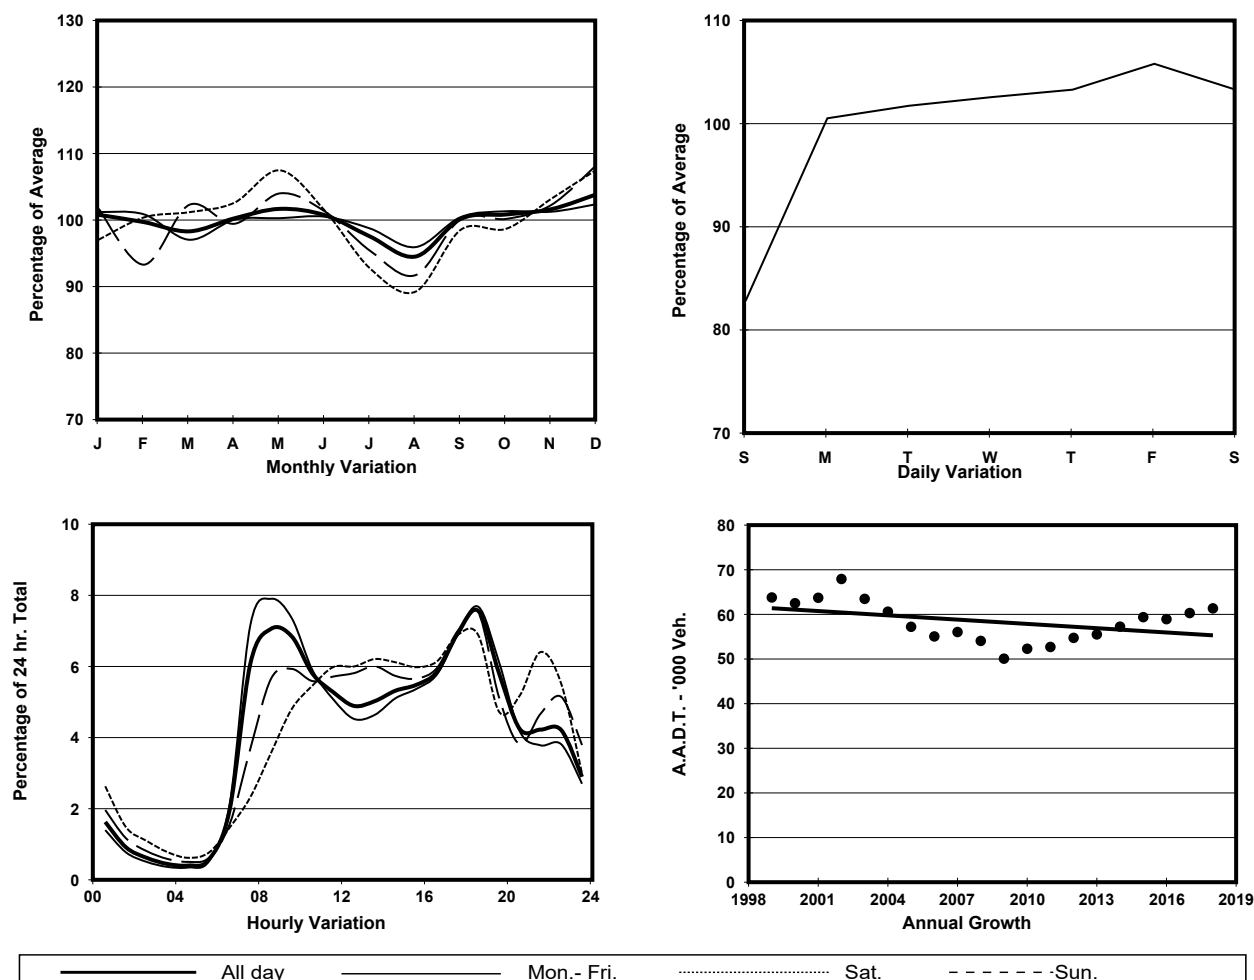 130
120
110
100
90
80
70
Percentage of Average
J F M A M J J A S O N D
Monthly Variation
110
100
90
80
70
Percentage of Average
S M T W T F S
Daily Variation
10
8
6
4
2
0
Percentage of 24 hr. Total
00 04 08 12 16 20 24
Hourly Variation
80
70
60
50
40
30
20
10
0
A.A.D.T. - '000 Veh.
1998 2001 2004 2007 2010 2013 2016 2019
Annual Growth
All day Mon.- Fri. Sat. Sun.